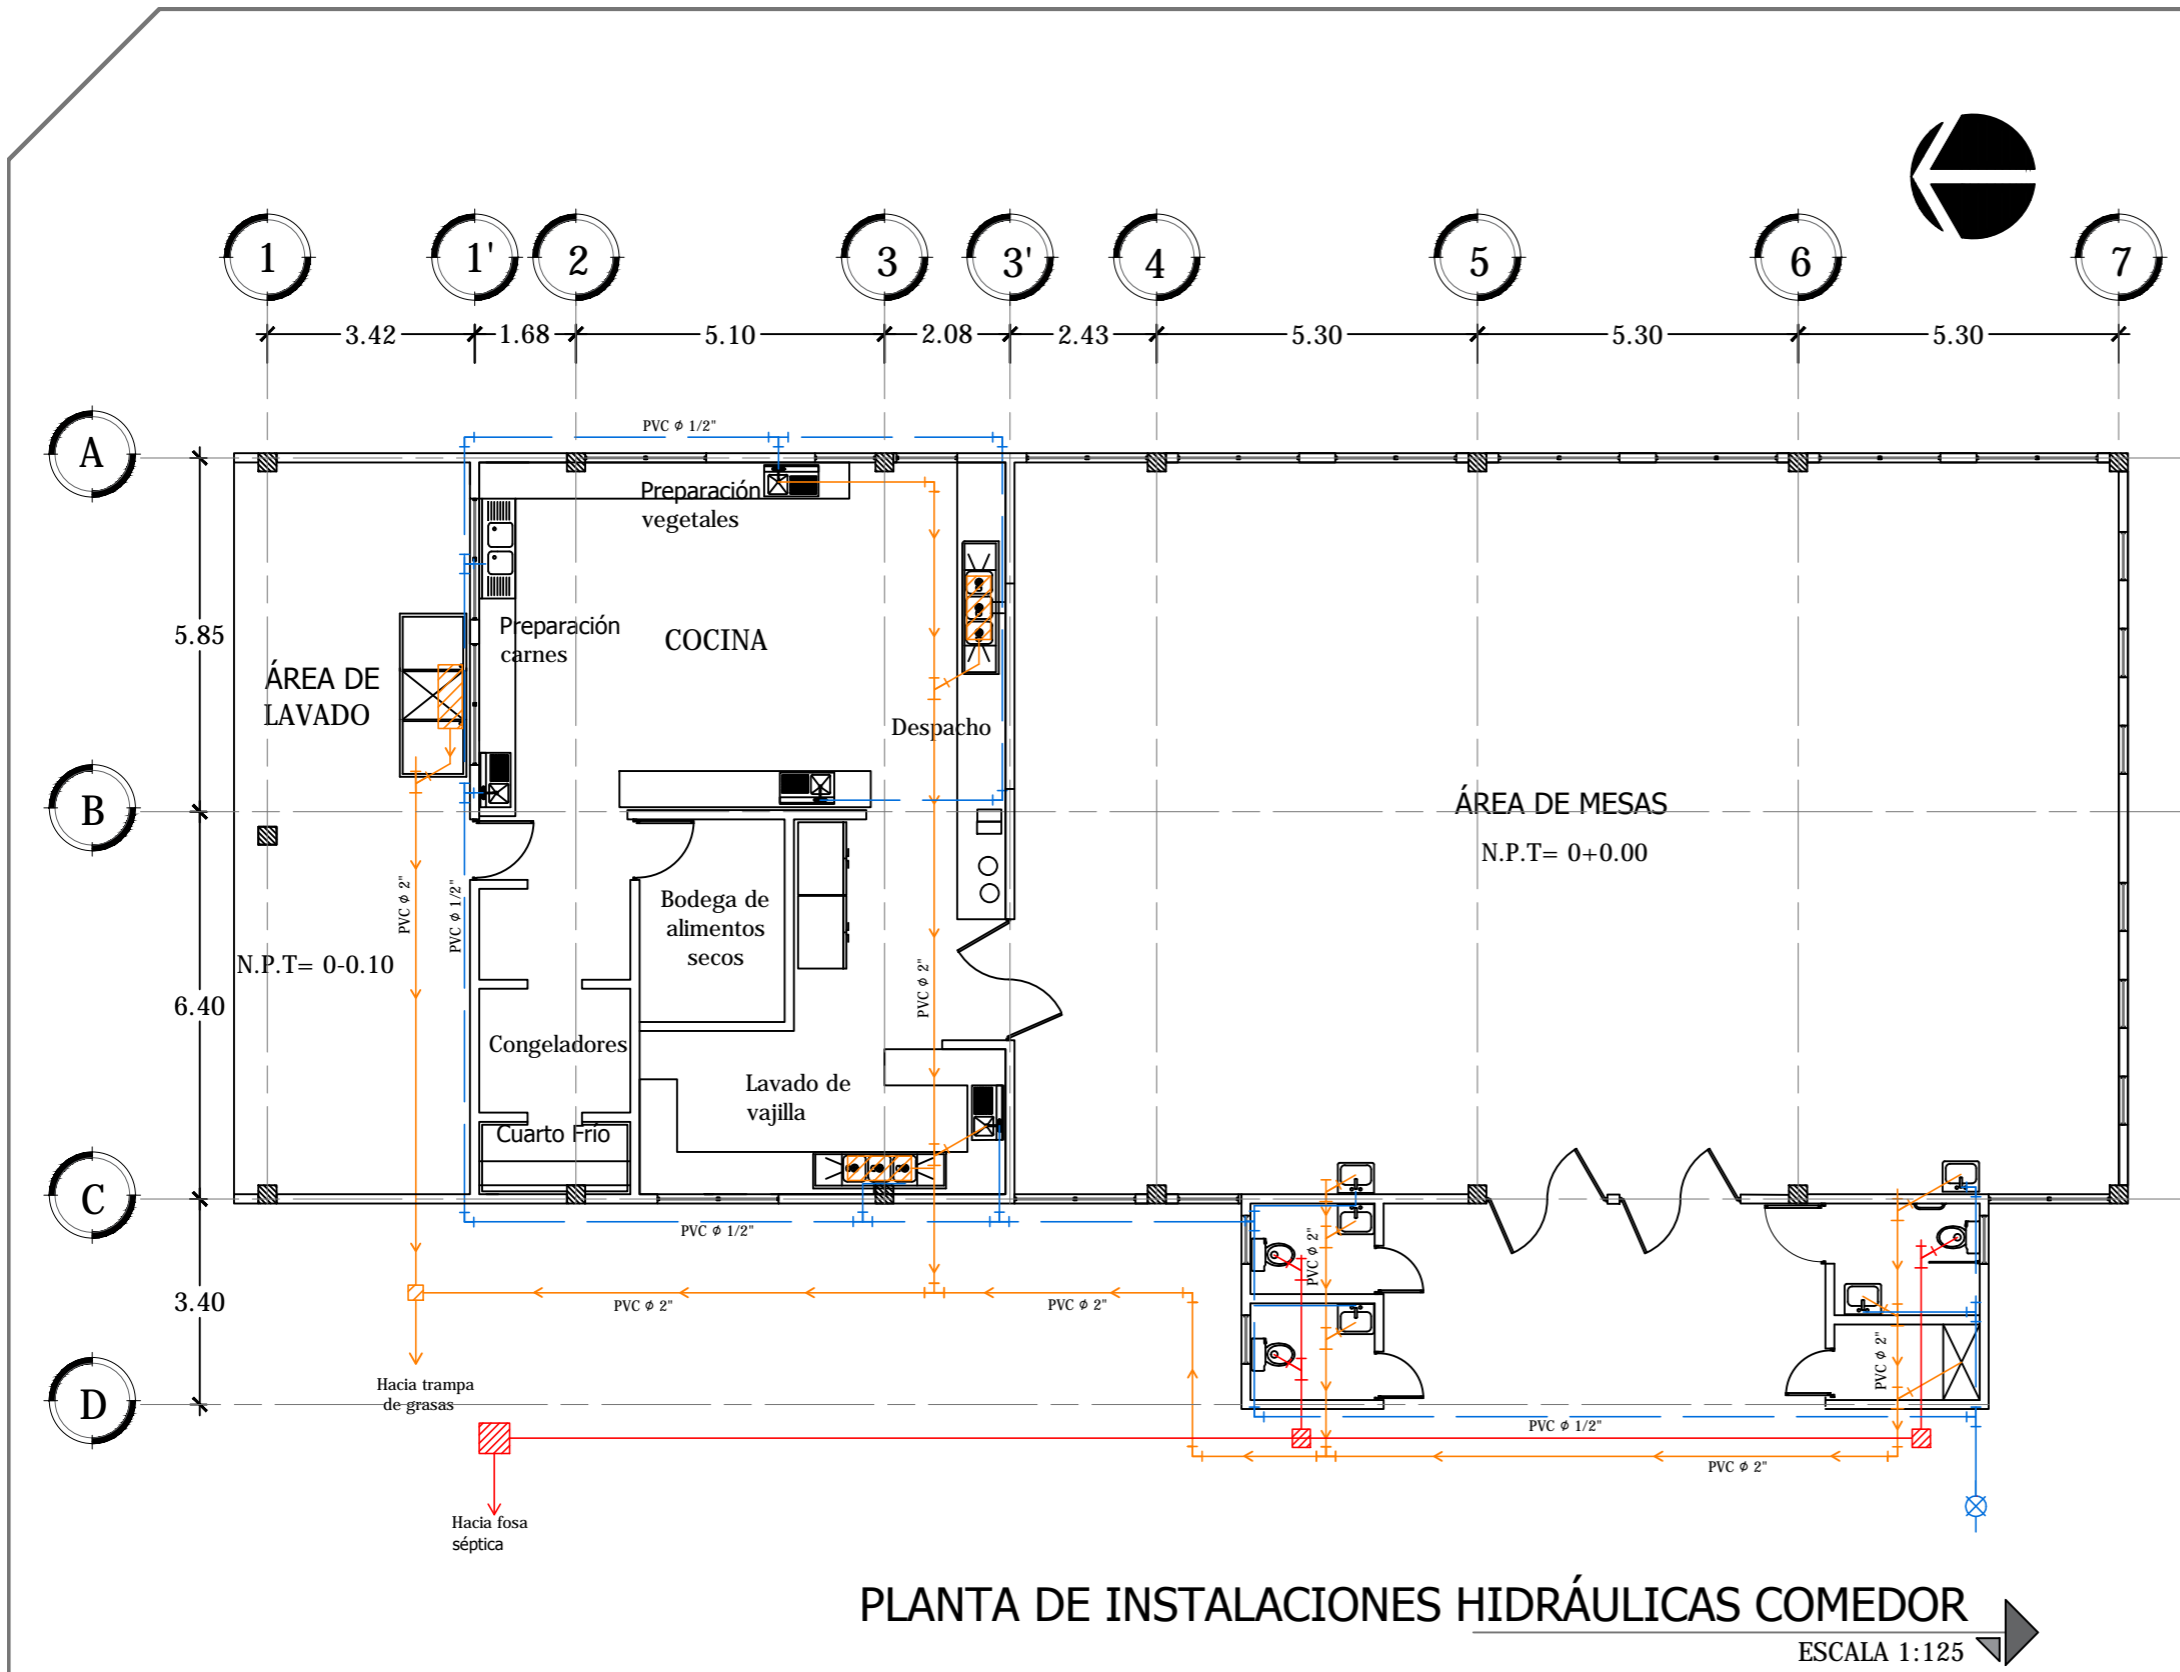 1
1'
2
3
3'
4
5
6
7
3.42
1.68
5.10
2.08
2.43
5.30
5.30
5.30
A
B
C
D
5.85
6.40
3.40
PVC φ 1/2"
Preparación
vegetales
Preparación
carnes
COCINA
ÁREA DE
LAVADO
Despacho
ÁREA DE MESAS
N.P.T= 0+0.00
PVC φ 2"
PVC φ 1/2"
Bodega de
alimentos
secos
N.P.T= 0-0.10
PVC φ 2"
Congeladores
Lavado de
vajilla
Cuarto Frío
PVC φ 1/2"
PVC φ 2"
PVC φ 2"
PVC φ 2"
PVC φ 2"
Hacia trampa
de grasas
PVC φ 1/2"
PVC φ 2"
Hacia fosa
séptica
PLANTA DE INSTALACIONES HIDRÁULICAS COMEDOR
ESCALA 1:125